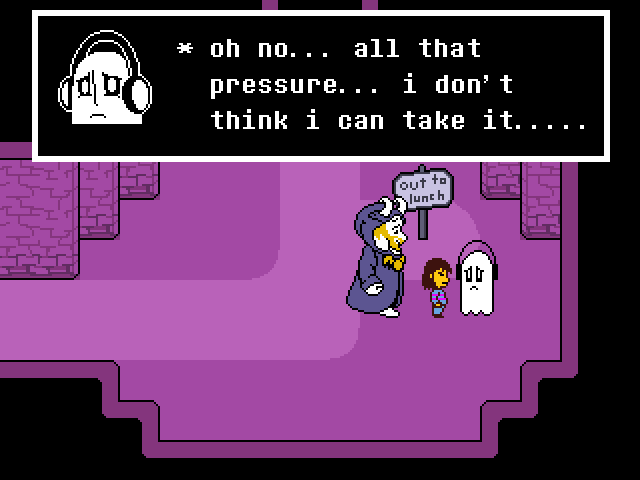 * oh no... all that
pressure... i don't
think i can take it.....
out to
lunch